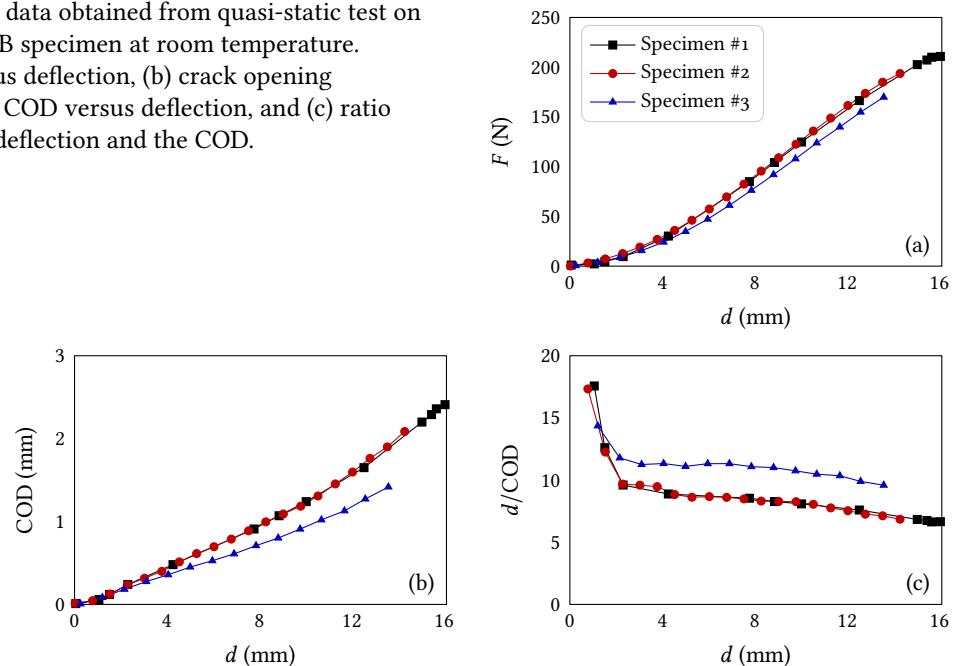 data obtained from quasi-static test on
B specimen at room temperature.
us deflection, (b) crack opening
COD versus deflection, and (c) ratio
deflection and the COD.
250
200
150
100
50
0
F (N)
Specimen #1
Specimen #2
Specimen #3
(a)
0 4 8 12 16
d (mm)
3
2
1
0
COD (mm)
(b)
0 4 8 12 16
d (mm)
20
15
10
5
0
d/COD
(c)
0 4 8 12 16
d (mm)